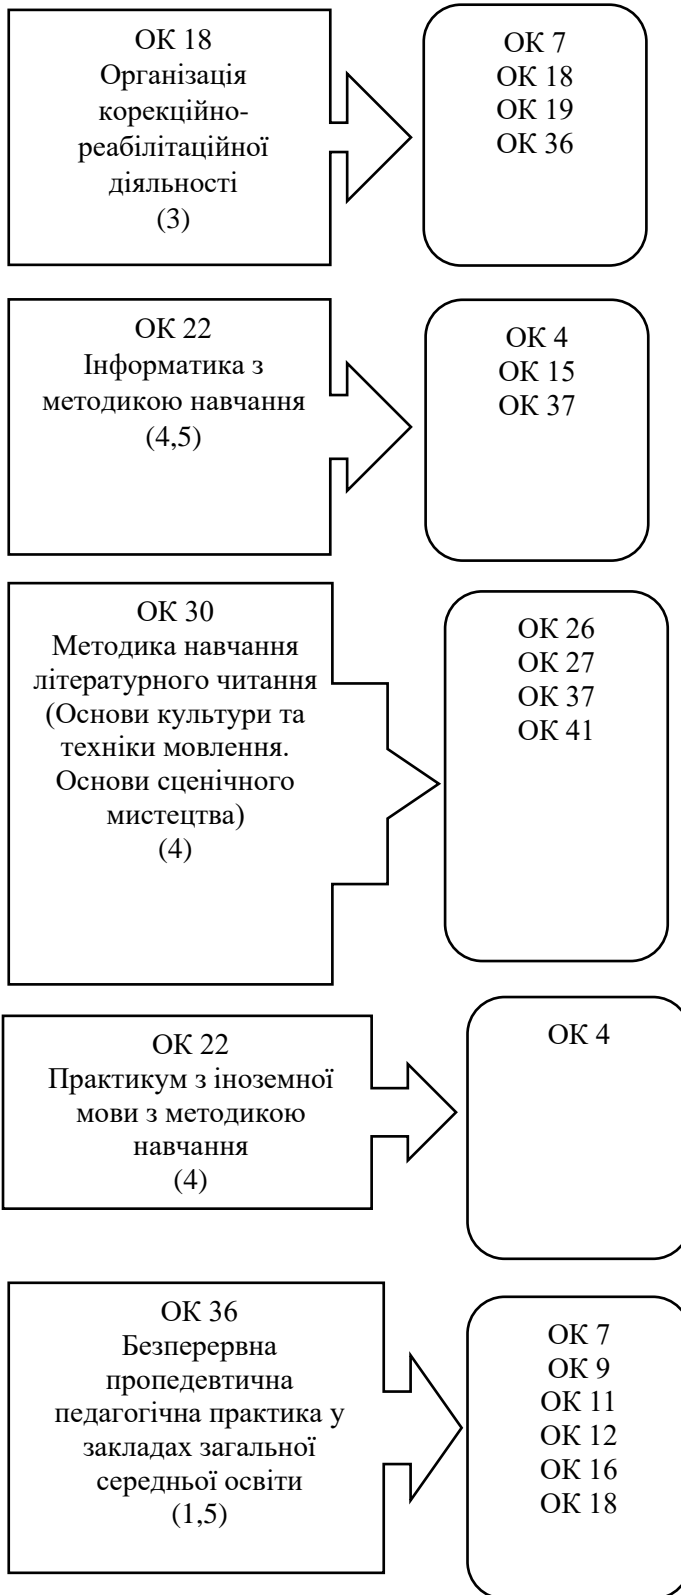 ОК 18
Організація
корекційно-
реабілітаційної
діяльності
(3)
ОК 7
ОК 18
ОК 19
ОК 36
ОК 22
Інформатика з
методикою навчання
(4,5)
ОК 4
ОК 15
ОК 37
ОК 30
Методика навчання
літературного читання
(Основи культури та
техніки мовлення.
Основи сценічного
мистецтва)
(4)
ОК 26
ОК 27
ОК 37
ОК 41
ОК 22
Практикум з іноземної
мови з методикою
навчання
(4)
ОК 4
ОК 36
Безперервна
пропедевтична
педагогічна практика у
закладах загальної
середньої освіти
(1,5)
ОК 7
ОК 9
ОК 11
ОК 12
ОК 16
ОК 18